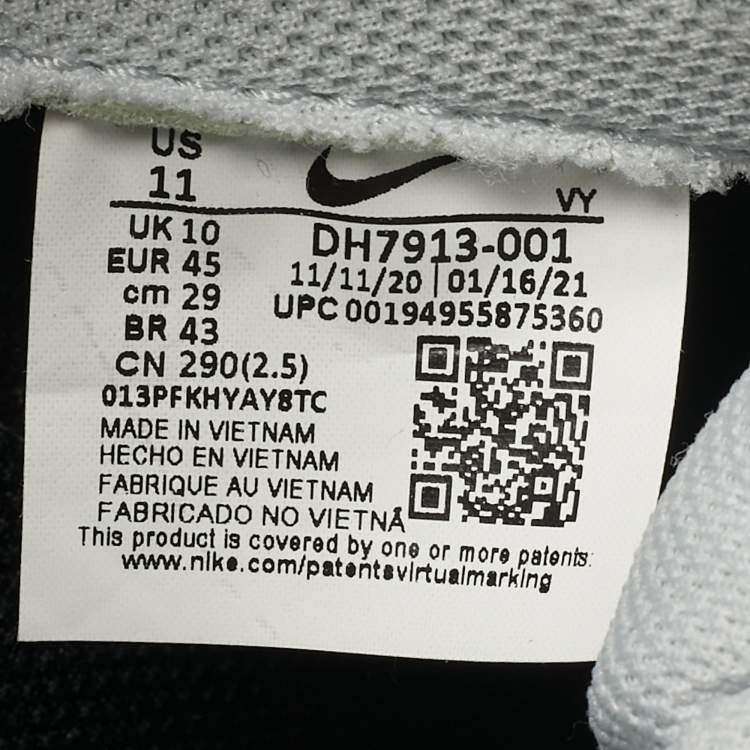 US
11
VY
UK 10
EUR 45
cm 29
BR 43
CN 290(2.5)
DH7913-001
11/11/20 | 01/16/21
UPC 00194955875360
013PFKHYAY8TC
MADE IN VIETNAM
HECHO EN VIETNAM
FABRIQUE AU VIETNAM
FABRICADO NO VIETNÃ
This product is covered by one or more patents:
www.nike.com/patentsvirtualmarking